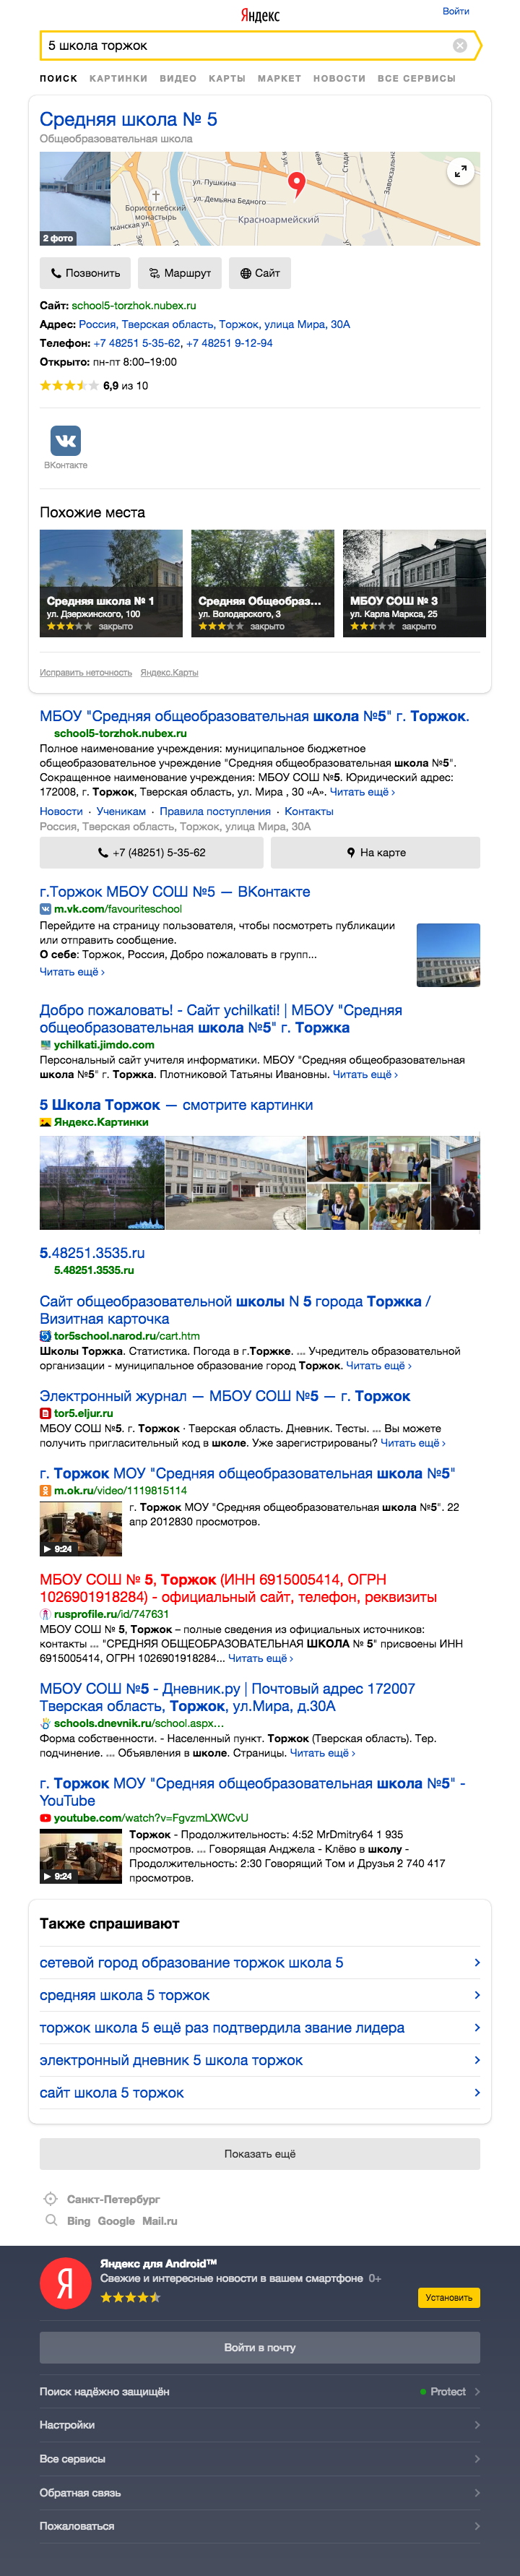 Яндекс
Войти
5 школа торжок
ПОИСК КАРТИНКИ ВИДЕО КАРТЫ МАРКЕТ НОВОСТИ ВСЕ СЕРВИСЫ
Средняя школа № 5
Общеобразовательная школа
ул. Пушкина
ул. Демьяна Бедного
Борисоглебский
монастырь
Красноармейский
Завокзальная
2 фото
Позвонить Маршрут Сайт
Сайт: school5-torzhok.nubex.ru
Адрес: Россия, Тверская область, Торжок, улица Мира, 30А
Телефон: +7 48251 5-35-62, +7 48251 9-12-94
Открыто: пн-пт 8:00–19:00
6,9 из 10
ВКонтакте
Похожие места
Средняя школа № 1
ул. Дзержинского, 100
закрыто
Средняя Общеобраз...
ул. Володарского, 3
закрыто
МБОУ СОШ № 3
ул. Карла Маркса, 25
закрыто
Исправить неточность Яндекс.Карты
МБОУ "Средняя общеобразовательная школа №5" г. Торжок.
school5-torzhok.nubex.ru
Полное наименование учреждения: муниципальное бюджетное
общеобразовательное учреждение "Средняя общеобразовательная школа №5".
Сокращенное наименование учреждения: МБОУ СОШ №5. Юридический адрес:
172008, г. Торжок, Тверская область, ул. Мира , 30 «А». Читать ещё ›
Новости · Ученикам · Правила поступления · Контакты
Россия, Тверская область, Торжок, улица Мира, 30А
+7 (48251) 5-35-62
На карте
г.Торжок МБОУ СОШ №5 — ВКонтакте
m.vk.com/favouriteschool
Перейдите на страницу пользователя, чтобы посмотреть публикации
или отправить сообщение.
О себе: Торжок, Россия, Добро пожаловать в групп...
Читать ещё ›
Добро пожаловать! - Сайт ychilkati! | МБОУ "Средняя
общеобразовательная школа №5" г. Торжка
ychilkati.jimdo.com
Персональный сайт учителя информатики. МБОУ "Средняя общеобразовательная
школа №5" г. Торжка. Плотниковой Татьяны Ивановны. Читать ещё ›
5 Школа Торжок — смотрите картинки
Яндекс.Картинки
5.48251.3535.ru
5.48251.3535.ru
Сайт общеобразовательной школы N 5 города Торжка /
Визитная карточка
tor5school.narod.ru/cart.htm
Школы Торжка. Статистика. Погода в г.Торжке. ... Учредитель образовательной
организации - муниципальное образование город Торжок. Читать ещё ›
Электронный журнал — МБОУ СОШ №5 — г. Торжок
tor5.eljur.ru
МБОУ СОШ №5. г. Торжок · Тверская область. Дневник. Тесты. ... Вы можете
получить пригласительный код в школе. Уже зарегистрированы? Читать ещё ›
г. Торжок МОУ "Средняя общеобразовательная школа №5"
m.ok.ru/video/1119815114
г. Торжок МОУ "Средняя общеобразовательная школа №5". 22
апр 2012830 просмотров.
9:24
МБОУ СОШ № 5, Торжок (ИНН 6915005414, ОГРН
1026901918284) - официальный сайт, телефон, реквизиты
rusprofile.ru/id/747631
МБОУ СОШ № 5, Торжок – полные сведения из официальных источников:
контакты ... "СРЕДНЯЯ ОБЩЕОБРАЗОВАТЕЛЬНАЯ ШКОЛА № 5" присвоены ИНН
6915005414, ОГРН 1026901918284... Читать ещё ›
МБОУ СОШ №5 - Дневник.ру | Почтовый адрес 172007
Тверская область, Торжок, ул.Мира, д.30А
schools.dnevnik.ru/school.aspx...
Форма собственности. - Населенный пункт. Торжок (Тверская область). Тер.
подчинение. ... Объявления в школе. Страницы. Читать ещё ›
г. Торжок МОУ "Средняя общеобразовательная школа №5" -
YouTube
youtube.com/watch?v=FgvzmLXWCvU
Торжок - Продолжительность: 4:52 MrDmitry64 1 935
просмотров. ... Говорящая Анджела - Клёво в школу -
Продолжительность: 2:30 Говорящий Том и Друзья 2 740 417
просмотров.
9:24
Также спрашивают
сетевой город образование торжок школа 5
средняя школа 5 торжок
торжок школа 5 ещё раз подтвердила звание лидера
электронный дневник 5 школа торжок
сайт школа 5 торжок
Показать ещё
Санкт-Петербург
Bing Google Mail.ru
Яндекс для Android™
Свежие и интересные новости в вашем смартфоне 0+
Установить
Войти в почту
Поиск надёжно защищён Protect
Настройки
Все сервисы
Обратная связь
Пожаловаться